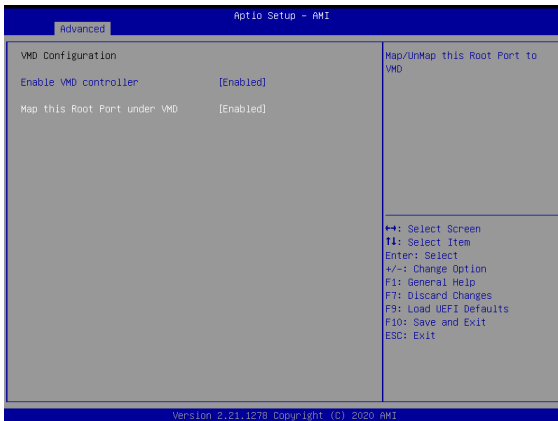 Aptio Setup - AMI
Advanced
VMD Configuration
Enable VMD controller [Enabled]
Map this Root Port under VMD [Enabled]
Map/UnMap this Root Port to
VMD
↔: Select Screen
↑↓: Select Item
Enter: Select
+/-: Change Option
F1: General Help
F7: Discard Changes
F9: Load UEFI Defaults
F10: Save and Exit
ESC: Exit
Version 2.21.1278 Copyright (C) 2020 AMI